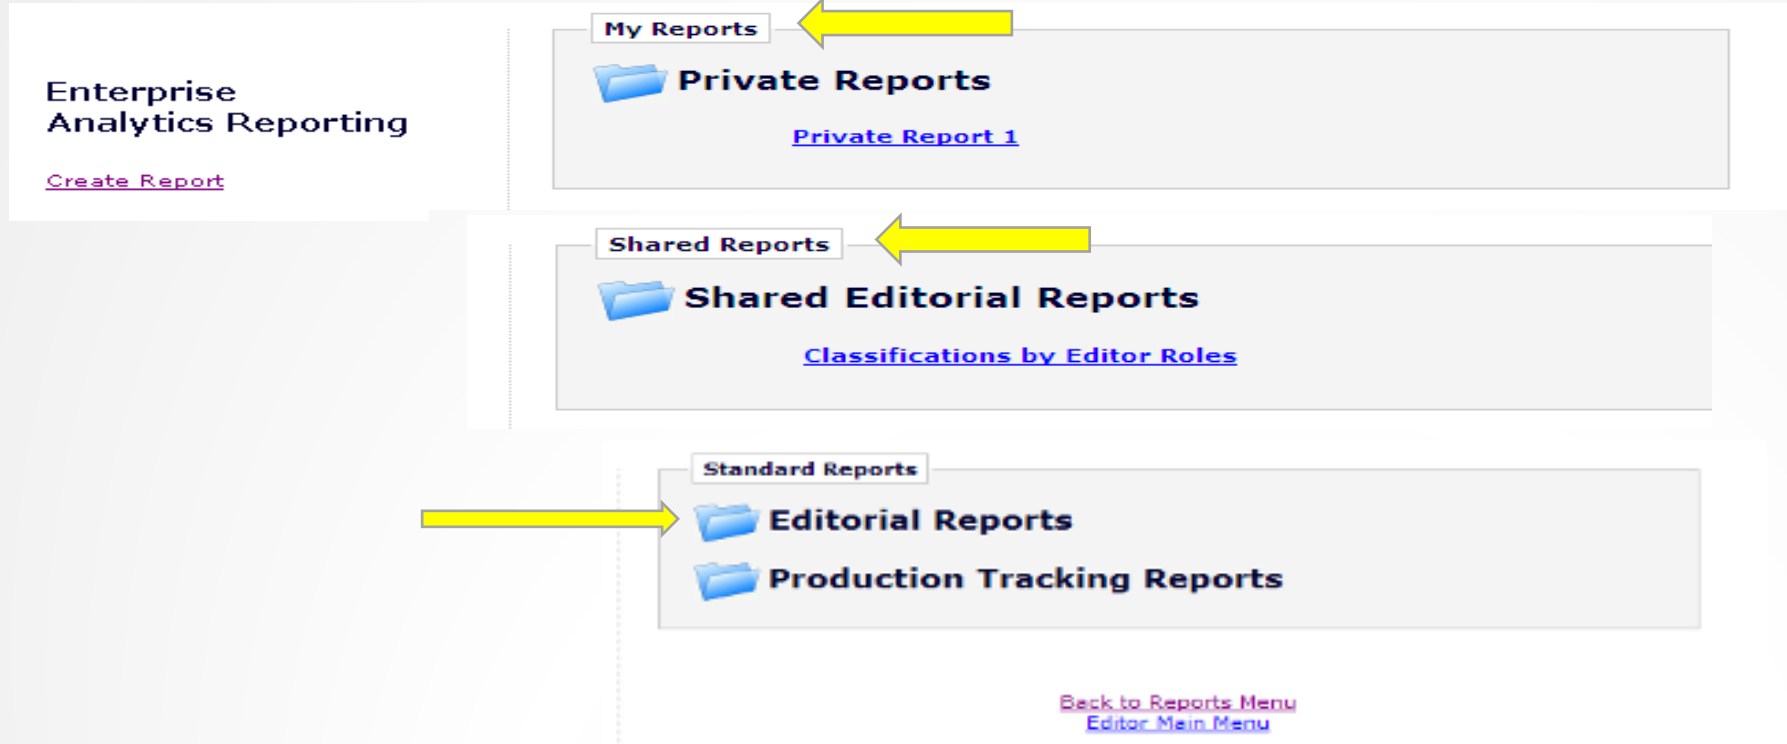 Enterprise
Analytics Reporting
Create Report
My Reports
Private Reports
Private Report 1
Shared Reports
Shared Editorial Reports
Classifications by Editor Roles
Standard Reports
Editorial Reports
Production Tracking Reports
Back to Reports Menu
Editor Main Menu